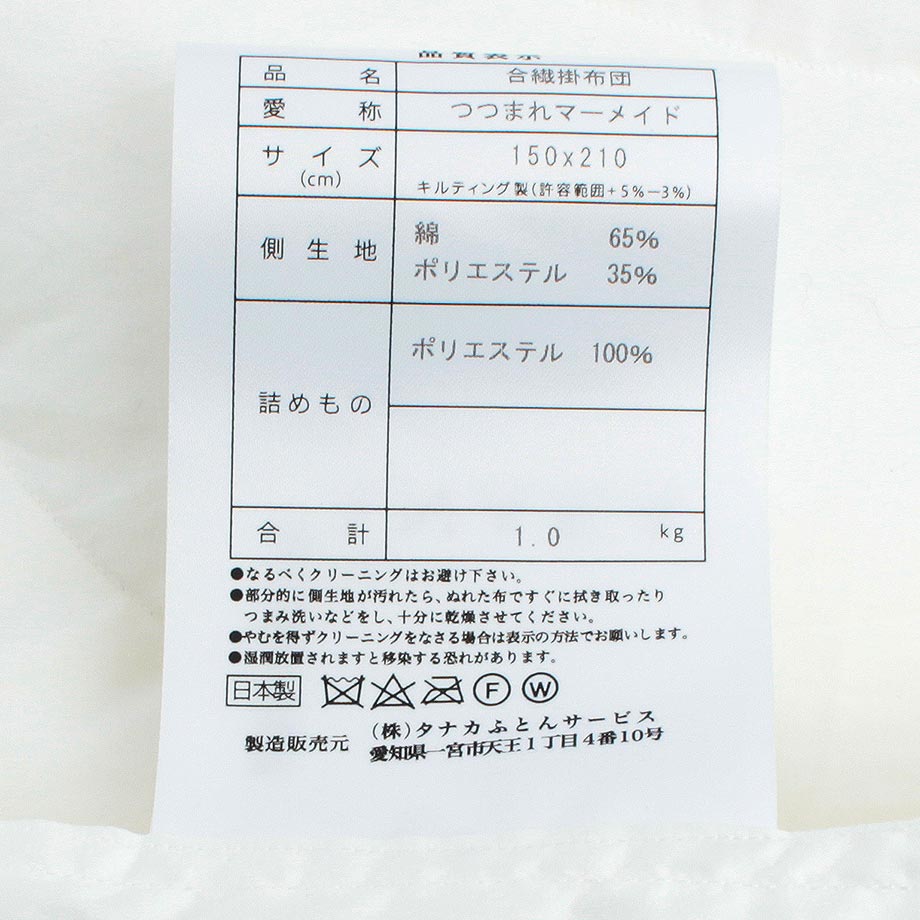 品質表示
品名 合繊掛布団
愛称 つつまれマーメイド
サイズ 150x210
(cm) キルティング製(許容範囲+5%−3%)
綿 65%
側生地
ポリエステル 35%
ポリエステル 100%
詰めもの
合計 1.0 kg
●なるべくクリーニングはお避け下さい。
●部分的に側生地が汚れたら、ぬれた布ですぐに拭き取ったり
つまみ洗いなどをし、十分に乾燥させてください。
●やむを得ずクリーニングをなさる場合は表示の方法でお願いします。
●湿潤放置されますと移染する恐れがあります。
日本製 F W
(株)タナカふとんサービス
製造販売元
愛知県一宮市天王1丁目4番10号